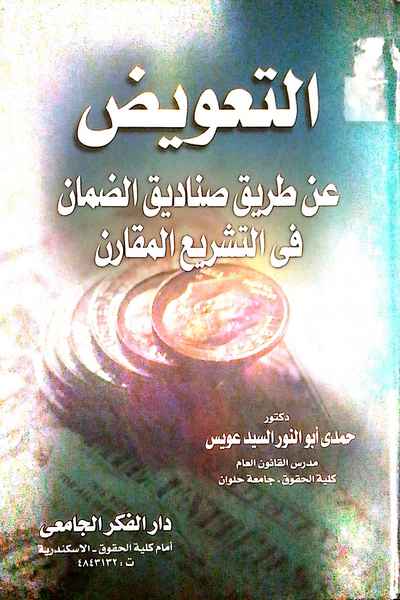 التعويض
عن طريق صناديق الضمان
فى التشريع المقارن
دكتور
حمدى أبو النور السيد عويس
مدرس القانون العام
كلية الحقوق . جامعة حلوان
دار الفكر الجامعى
أمام كلية الحقوق - الاسكندرية
ت : ٤٨٤٣١٣٢